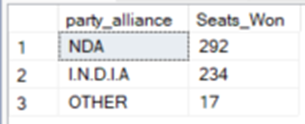 party_alliance Seats_Won
1 NDA 292
2 I.N.D.I.A 234
3 OTHER 17